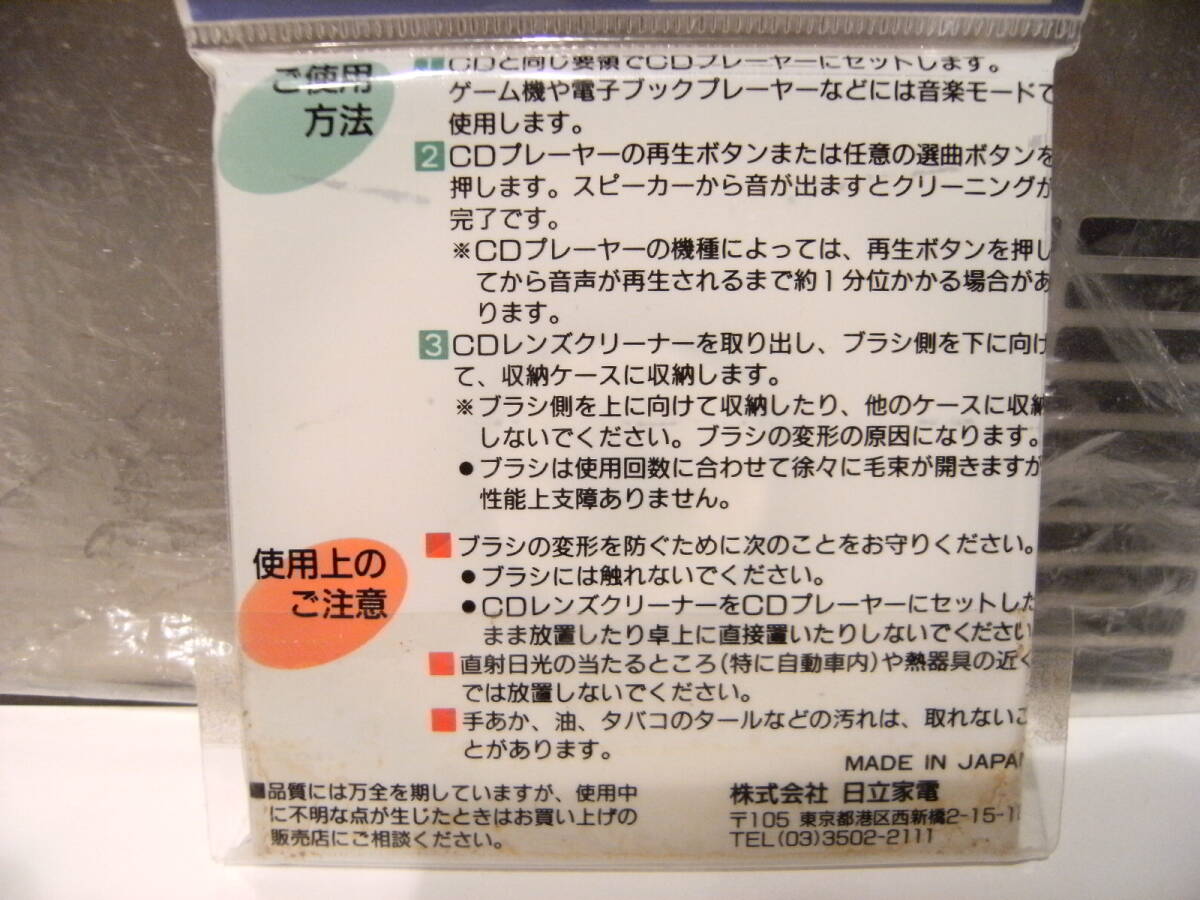 ご使用
方法
1 CDと同じ要領でCDプレーヤーにセットします。
ゲーム機や電子ブックプレーヤーなどには音楽モードで
使用します。
2 CDプレーヤーの再生ボタンまたは任意の選曲ボタンを
押します。スピーカーから音が出ますとクリーニングが
完了です。
※CDプレーヤーの機種によっては、再生ボタンを押し
てから音声が再生されるまで約1分位かかる場合があ
ります。
3 CDレンズクリーナーを取り出し、ブラシ側を下に向け
て、収納ケースに収納します。
※ブラシ側を上に向けて収納したり、他のケースに収納
しないでください。ブラシの変形の原因になります。
●ブラシは使用回数に合わせて徐々に毛束が開きますが
性能上支障ありません。
使用上の
ご注意
■ブラシの変形を防ぐために次のことをお守りください。
●ブラシには触れないでください。
●CDレンズクリーナーをCDプレーヤーにセットした
まま放置したり卓上に直接置いたりしないでください
■直射日光の当たるところ(特に自動車内)や熱器具の近く
では放置しないでください。
■手あか、油、タバコのタールなどの汚れは、取れないこ
とがあります。
MADE IN JAPAN
■品質には万全を期していますが、使用中
に不明な点が生じたときはお買い上げの
販売店にご相談ください。
株式会社 日立家電
〒105 東京都港区西新橋2-15-1
TEL(03)3502-2111